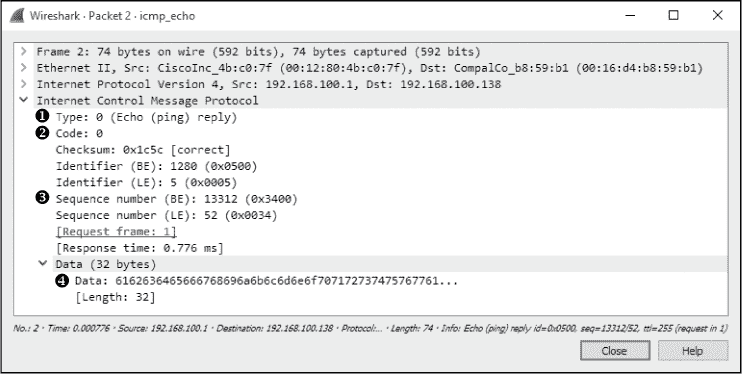 Wireshark · Packet 2 · icmp_echo
Frame 2: 74 bytes on wire (592 bits), 74 bytes captured (592 bits)
Ethernet II, Src: CiscoInc_4b:c0:7f (00:12:80:4b:c0:7f), Dst: CompalCo_b8:59:b1 (00:16:d4:b8:59:b1)
Internet Protocol Version 4, Src: 192.168.100.1, Dst: 192.168.100.138
Internet Control Message Protocol
❶ Type: 0 (Echo (ping) reply)
❷ Code: 0
Checksum: 0x1c5c [correct]
Identifier (BE): 1280 (0x0500)
Identifier (LE): 5 (0x0005)
❸ Sequence number (BE): 13312 (0x3400)
Sequence number (LE): 52 (0x0034)
[Request frame: 1]
[Response time: 0.776 ms]
Data (32 bytes)
❹ Data: 6162636465666768696a6b6c6d6e6f707172737475767761...
[Length: 32]
No.: 2 · Time: 0.000776 · Source: 192.168.100.1 · Destination: 192.168.100.138 · Protocol:... · Length: 74 · Info: Echo (ping) reply id=0x0500, seq=13312/52, ttl=255 (request in 1)
Close Help